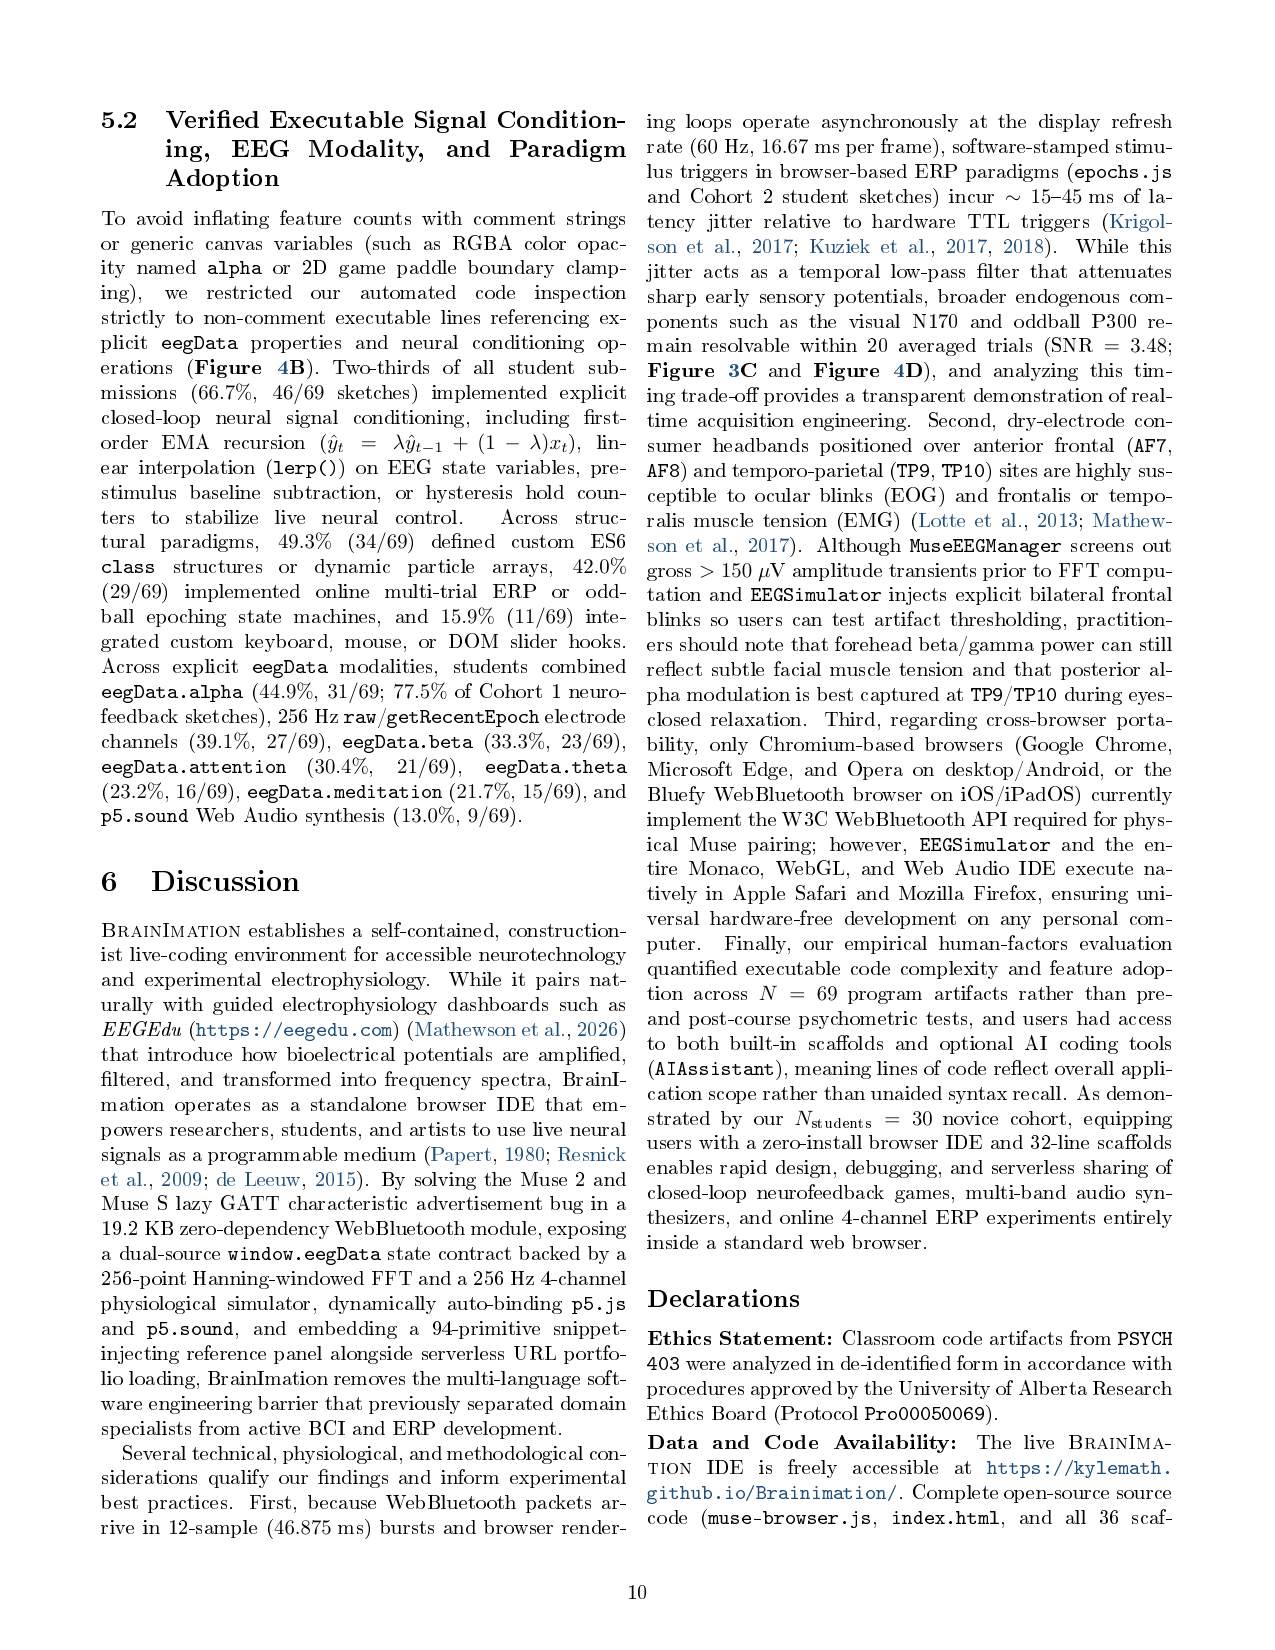 5.2 Verified Executable Signal Condition-
ing, EEG Modality, and Paradigm
Adoption
To avoid inflating feature counts with comment strings
or generic canvas variables (such as RGBA color opac-
ity named alpha or 2D game paddle boundary clamp-
ing), we restricted our automated code inspection
strictly to non-comment executable lines referencing ex-
plicit eegData properties and neural conditioning op-
erations (Figure 4B). Two-thirds of all student sub-
missions (66.7%, 46/69 sketches) implemented explicit
closed-loop neural signal conditioning, including first-
order EMA recursion (ŷt = λŷt−1 + (1 − λ)xt), lin-
ear interpolation (lerp()) on EEG state variables, pre-
stimulus baseline subtraction, or hysteresis hold coun-
ters to stabilize live neural control. Across struc-
tural paradigms, 49.3% (34/69) defined custom ES6
class structures or dynamic particle arrays, 42.0%
(29/69) implemented online multi-trial ERP or odd-
ball epoching state machines, and 15.9% (11/69) inte-
grated custom keyboard, mouse, or DOM slider hooks.
Across explicit eegData modalities, students combined
eegData.alpha (44.9%, 31/69; 77.5% of Cohort 1 neuro-
feedback sketches), 256 Hz raw/getRecentEpoch electrode
channels (39.1%, 27/69), eegData.beta (33.3%, 23/69),
eegData.attention (30.4%, 21/69), eegData.theta
(23.2%, 16/69), eegData.meditation (21.7%, 15/69), and
p5.sound Web Audio synthesis (13.0%, 9/69).
6 Discussion
BRAINIMATION establishes a self-contained, construction-
ist live-coding environment for accessible neurotechnology
and experimental electrophysiology. While it pairs nat-
urally with guided electrophysiology dashboards such as
EEGEdu (https://eegedu.com) (Mathewson et al., 2026)
that introduce how bioelectrical potentials are amplified,
filtered, and transformed into frequency spectra, BrainI-
mation operates as a standalone browser IDE that em-
powers researchers, students, and artists to use live neural
signals as a programmable medium (Papert, 1980; Resnick
et al., 2009; de Leeuw, 2015). By solving the Muse 2 and
Muse S lazy GATT characteristic advertisement bug in a
19.2 KB zero-dependency WebBluetooth module, exposing
a dual-source window.eegData state contract backed by a
256-point Hanning-windowed FFT and a 256 Hz 4-channel
physiological simulator, dynamically auto-binding p5.js
and p5.sound, and embedding a 94-primitive snippet-
injecting reference panel alongside serverless URL portfo-
lio loading, BrainImation removes the multi-language soft-
ware engineering barrier that previously separated domain
specialists from active BCI and ERP development.
Several technical, physiological, and methodological con-
siderations qualify our findings and inform experimental
best practices. First, because WebBluetooth packets ar-
rive in 12-sample (46.875 ms) bursts and browser render-
ing loops operate asynchronously at the display refresh
rate (60 Hz, 16.67 ms per frame), software-stamped stimu-
lus triggers in browser-based ERP paradigms (epochs.js
and Cohort 2 student sketches) incur ∼ 15–45 ms of la-
tency jitter relative to hardware TTL triggers (Krigol-
son et al., 2017; Kuziek et al., 2017, 2018). While this
jitter acts as a temporal low-pass filter that attenuates
sharp early sensory potentials, broader endogenous com-
ponents such as the visual N170 and oddball P300 re-
main resolvable within 20 averaged trials (SNR = 3.48;
Figure 3C and Figure 4D), and analyzing this tim-
ing trade-off provides a transparent demonstration of real-
time acquisition engineering. Second, dry-electrode con-
sumer headbands positioned over anterior frontal (AF7,
AF8) and temporo-parietal (TP9, TP10) sites are highly sus-
ceptible to ocular blinks (EOG) and frontalis or tempo-
ralis muscle tension (EMG) (Lotte et al., 2013; Mathew-
son et al., 2017). Although MuseEEGManager screens out
gross > 150 μV amplitude transients prior to FFT compu-
tation and EEGSimulator injects explicit bilateral frontal
blinks so users can test artifact thresholding, practition-
ers should note that forehead beta/gamma power can still
reflect subtle facial muscle tension and that posterior al-
pha modulation is best captured at TP9/TP10 during eyes-
closed relaxation. Third, regarding cross-browser porta-
bility, only Chromium-based browsers (Google Chrome,
Microsoft Edge, and Opera on desktop/Android, or the
Bluefy WebBluetooth browser on iOS/iPadOS) currently
implement the W3C WebBluetooth API required for phys-
ical Muse pairing; however, EEGSimulator and the en-
tire Monaco, WebGL, and Web Audio IDE execute na-
tively in Apple Safari and Mozilla Firefox, ensuring uni-
versal hardware-free development on any personal com-
puter. Finally, our empirical human-factors evaluation
quantified executable code complexity and feature adop-
tion across N = 69 program artifacts rather than pre-
and post-course psychometric tests, and users had access
to both built-in scaffolds and optional AI coding tools
(AIAssistant), meaning lines of code reflect overall appli-
cation scope rather than unaided syntax recall. As demon-
strated by our Nstudents = 30 novice cohort, equipping
users with a zero-install browser IDE and 32-line scaffolds
enables rapid design, debugging, and serverless sharing of
closed-loop neurofeedback games, multi-band audio syn-
thesizers, and online 4-channel ERP experiments entirely
inside a standard web browser.
Declarations
Ethics Statement: Classroom code artifacts from PSYCH
403 were analyzed in de-identified form in accordance with
procedures approved by the University of Alberta Research
Ethics Board (Protocol Pro00050069).
Data and Code Availability: The live BRAINIMA-
TION IDE is freely accessible at https://kylemath.
github.io/Brainimation/. Complete open-source source
code (muse-browser.js, index.html, and all 36 scaf-
10